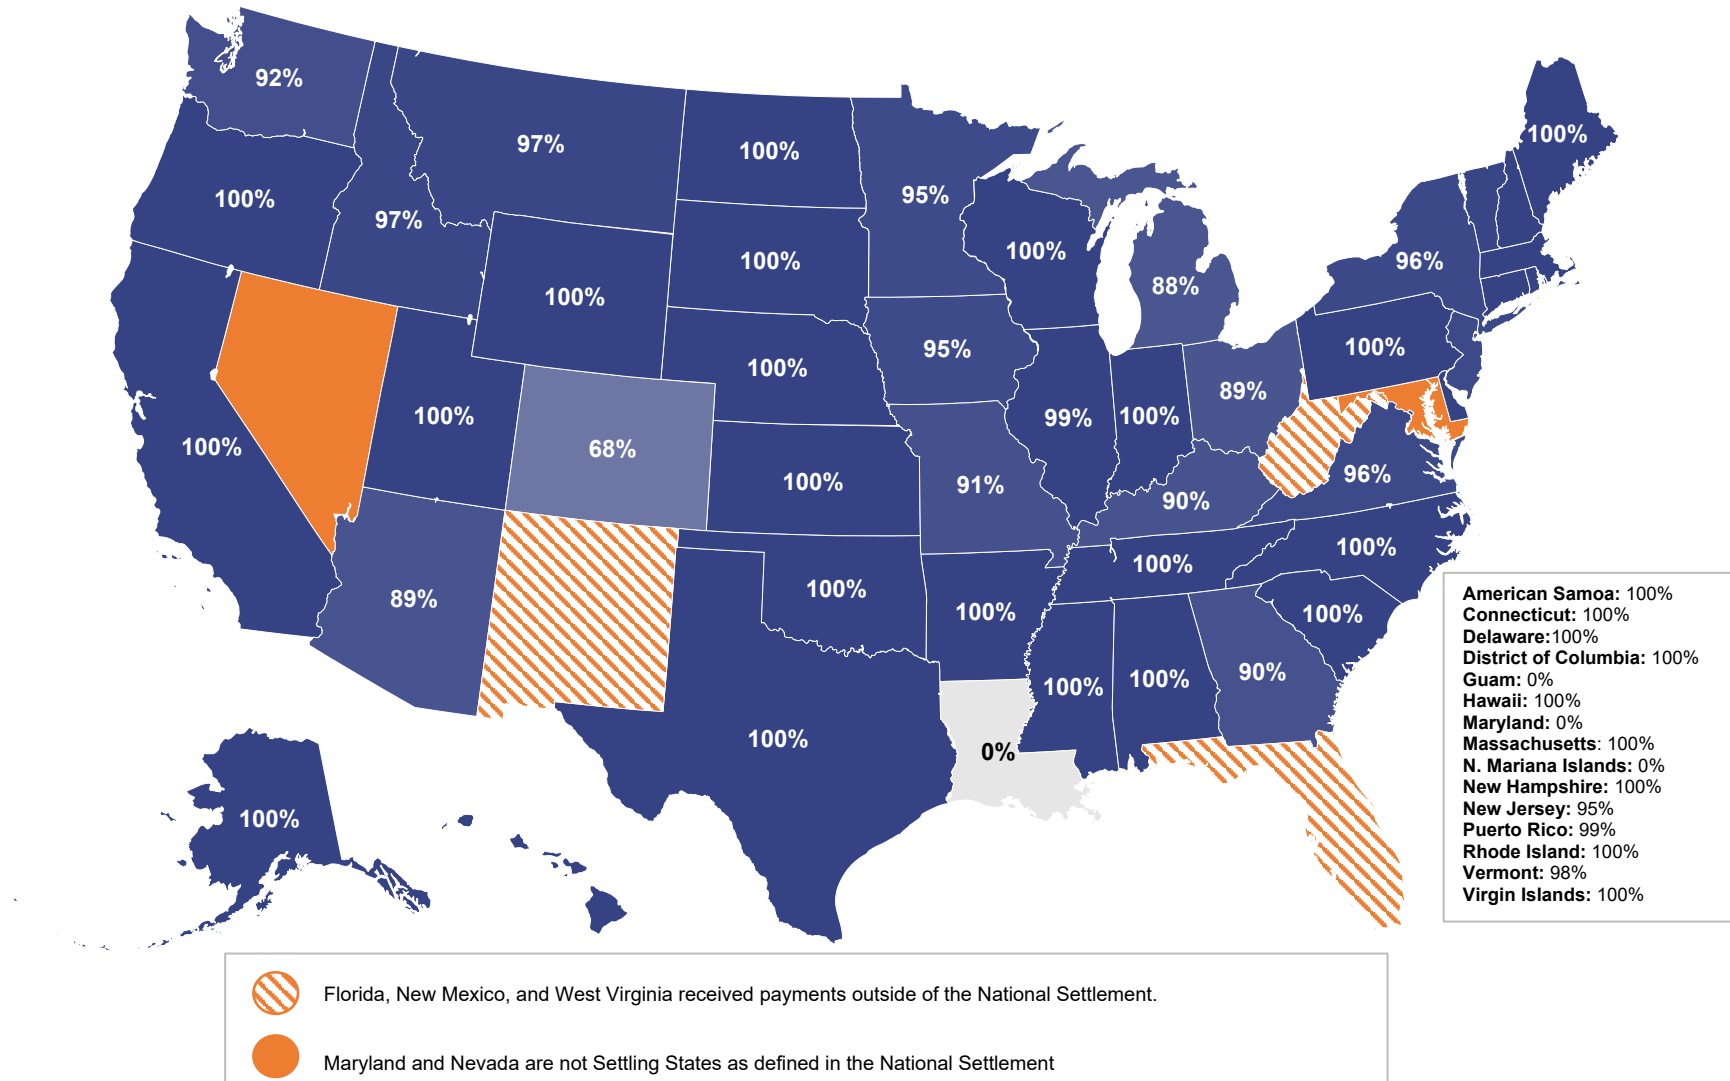 92%
97%
100%
100%
95%
100%
97%
100%
100%
96%
100%
88%
100%
100%
95%
100%
89%
100%
99%
100%
100%
68%
96%
100%
91%
90%
100%
100%
100%
89%
100%
100%
90%
100%
100%
100%
0%
100%
American Samoa: 100%
Connecticut: 100%
Delaware:100%
District of Columbia: 100%
Guam: 0%
Hawaii: 100%
Maryland: 0%
Massachusetts: 100%
N. Mariana Islands: 0%
New Hampshire: 100%
New Jersey: 95%
Puerto Rico: 99%
Rhode Island: 100%
Vermont: 98%
Virgin Islands: 100%
Florida, New Mexico, and West Virginia received payments outside of the National Settlement.
Maryland and Nevada are not Settling States as defined in the National Settlement